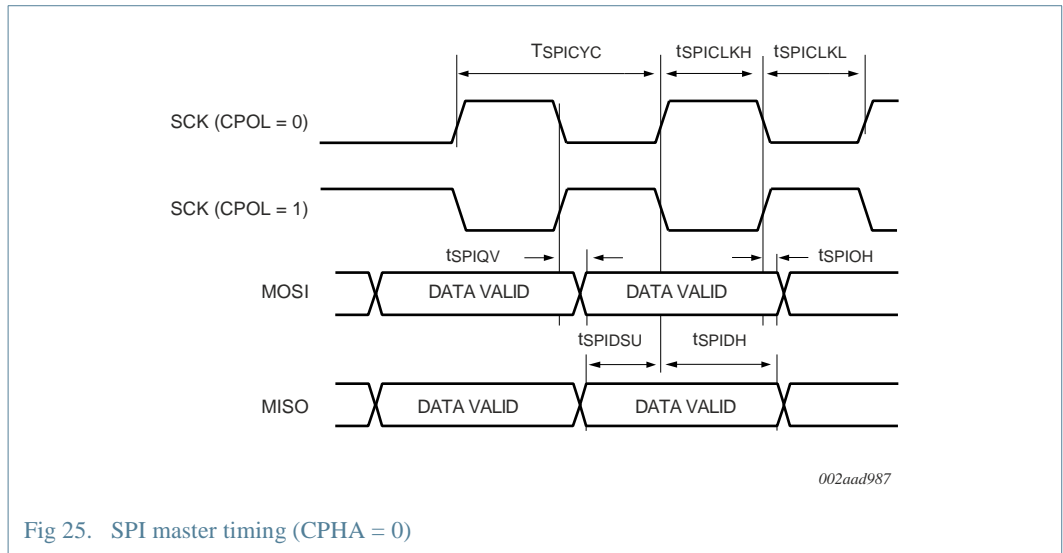 TSPICYC tSPICLKH tSPICLKL
SCK (CPOL = 0)
SCK (CPOL = 1)
tSPIQV tSPIOH
MOSI DATA VALID DATA VALID
tSPIDSU tSPIDH
MISO DATA VALID DATA VALID
002aad987
Fig 25. SPI master timing (CPHA = 0)